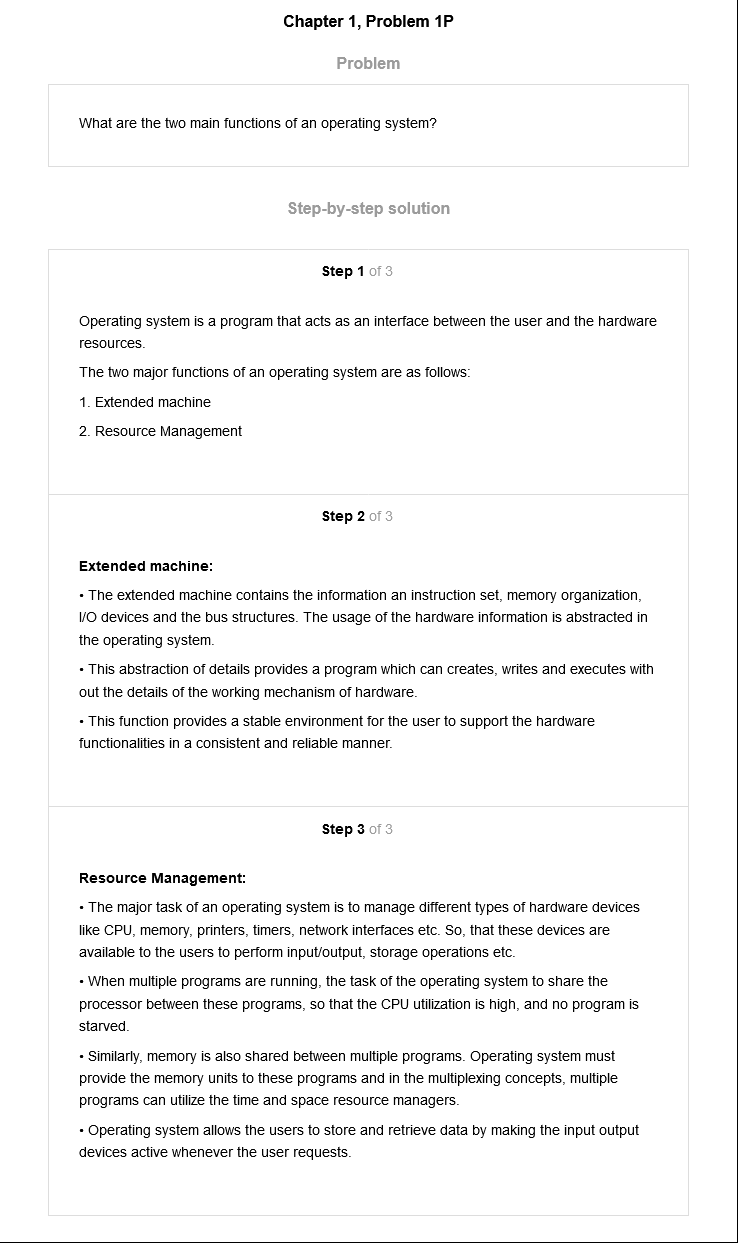 Chapter 1, Problem 1P
Problem
What are the two main functions of an operating system?
Step-by-step solution
Step 1 of 3
Operating system is a program that acts as an interface between the user and the hardware
resources.
The two major functions of an operating system are as follows:
1. Extended machine
2. Resource Management
Step 2 of 3
Extended machine:
• The extended machine contains the information an instruction set, memory organization,
I/O devices and the bus structures. The usage of the hardware information is abstracted in
the operating system.
• This abstraction of details provides a program which can creates, writes and executes with
out the details of the working mechanism of hardware.
• This function provides a stable environment for the user to support the hardware
functionalities in a consistent and reliable manner.
Step 3 of 3
Resource Management:
• The major task of an operating system is to manage different types of hardware devices
like CPU, memory, printers, timers, network interfaces etc. So, that these devices are
available to the users to perform input/output, storage operations etc.
• When multiple programs are running, the task of the operating system to share the
processor between these programs, so that the CPU utilization is high, and no program is
starved.
• Similarly, memory is also shared between multiple programs. Operating system must
provide the memory units to these programs and in the multiplexing concepts, multiple
programs can utilize the time and space resource managers.
• Operating system allows the users to store and retrieve data by making the input output
devices active whenever the user requests.